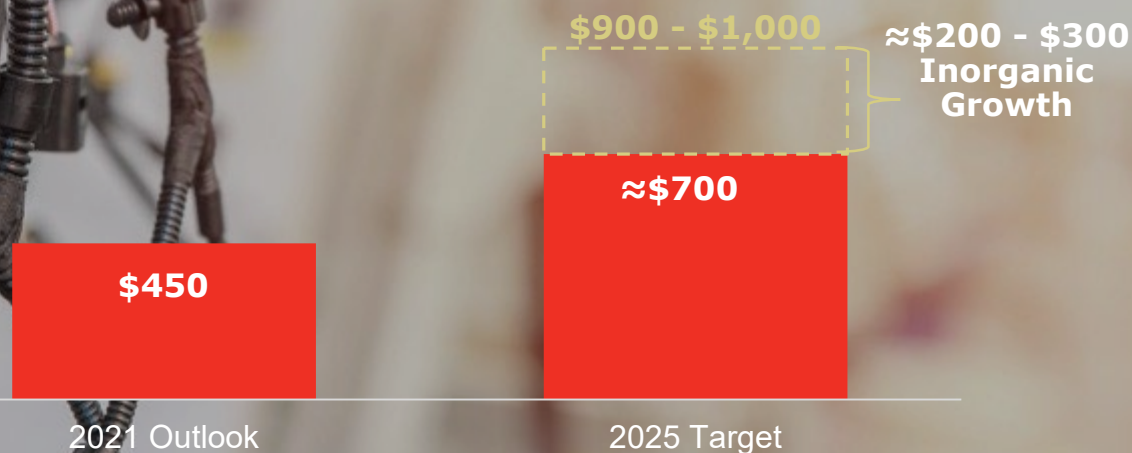 $900 - $1,000
≈$200 - $300
Inorganic
Growth
≈$700
$450
2021 Outlook
2025 Target